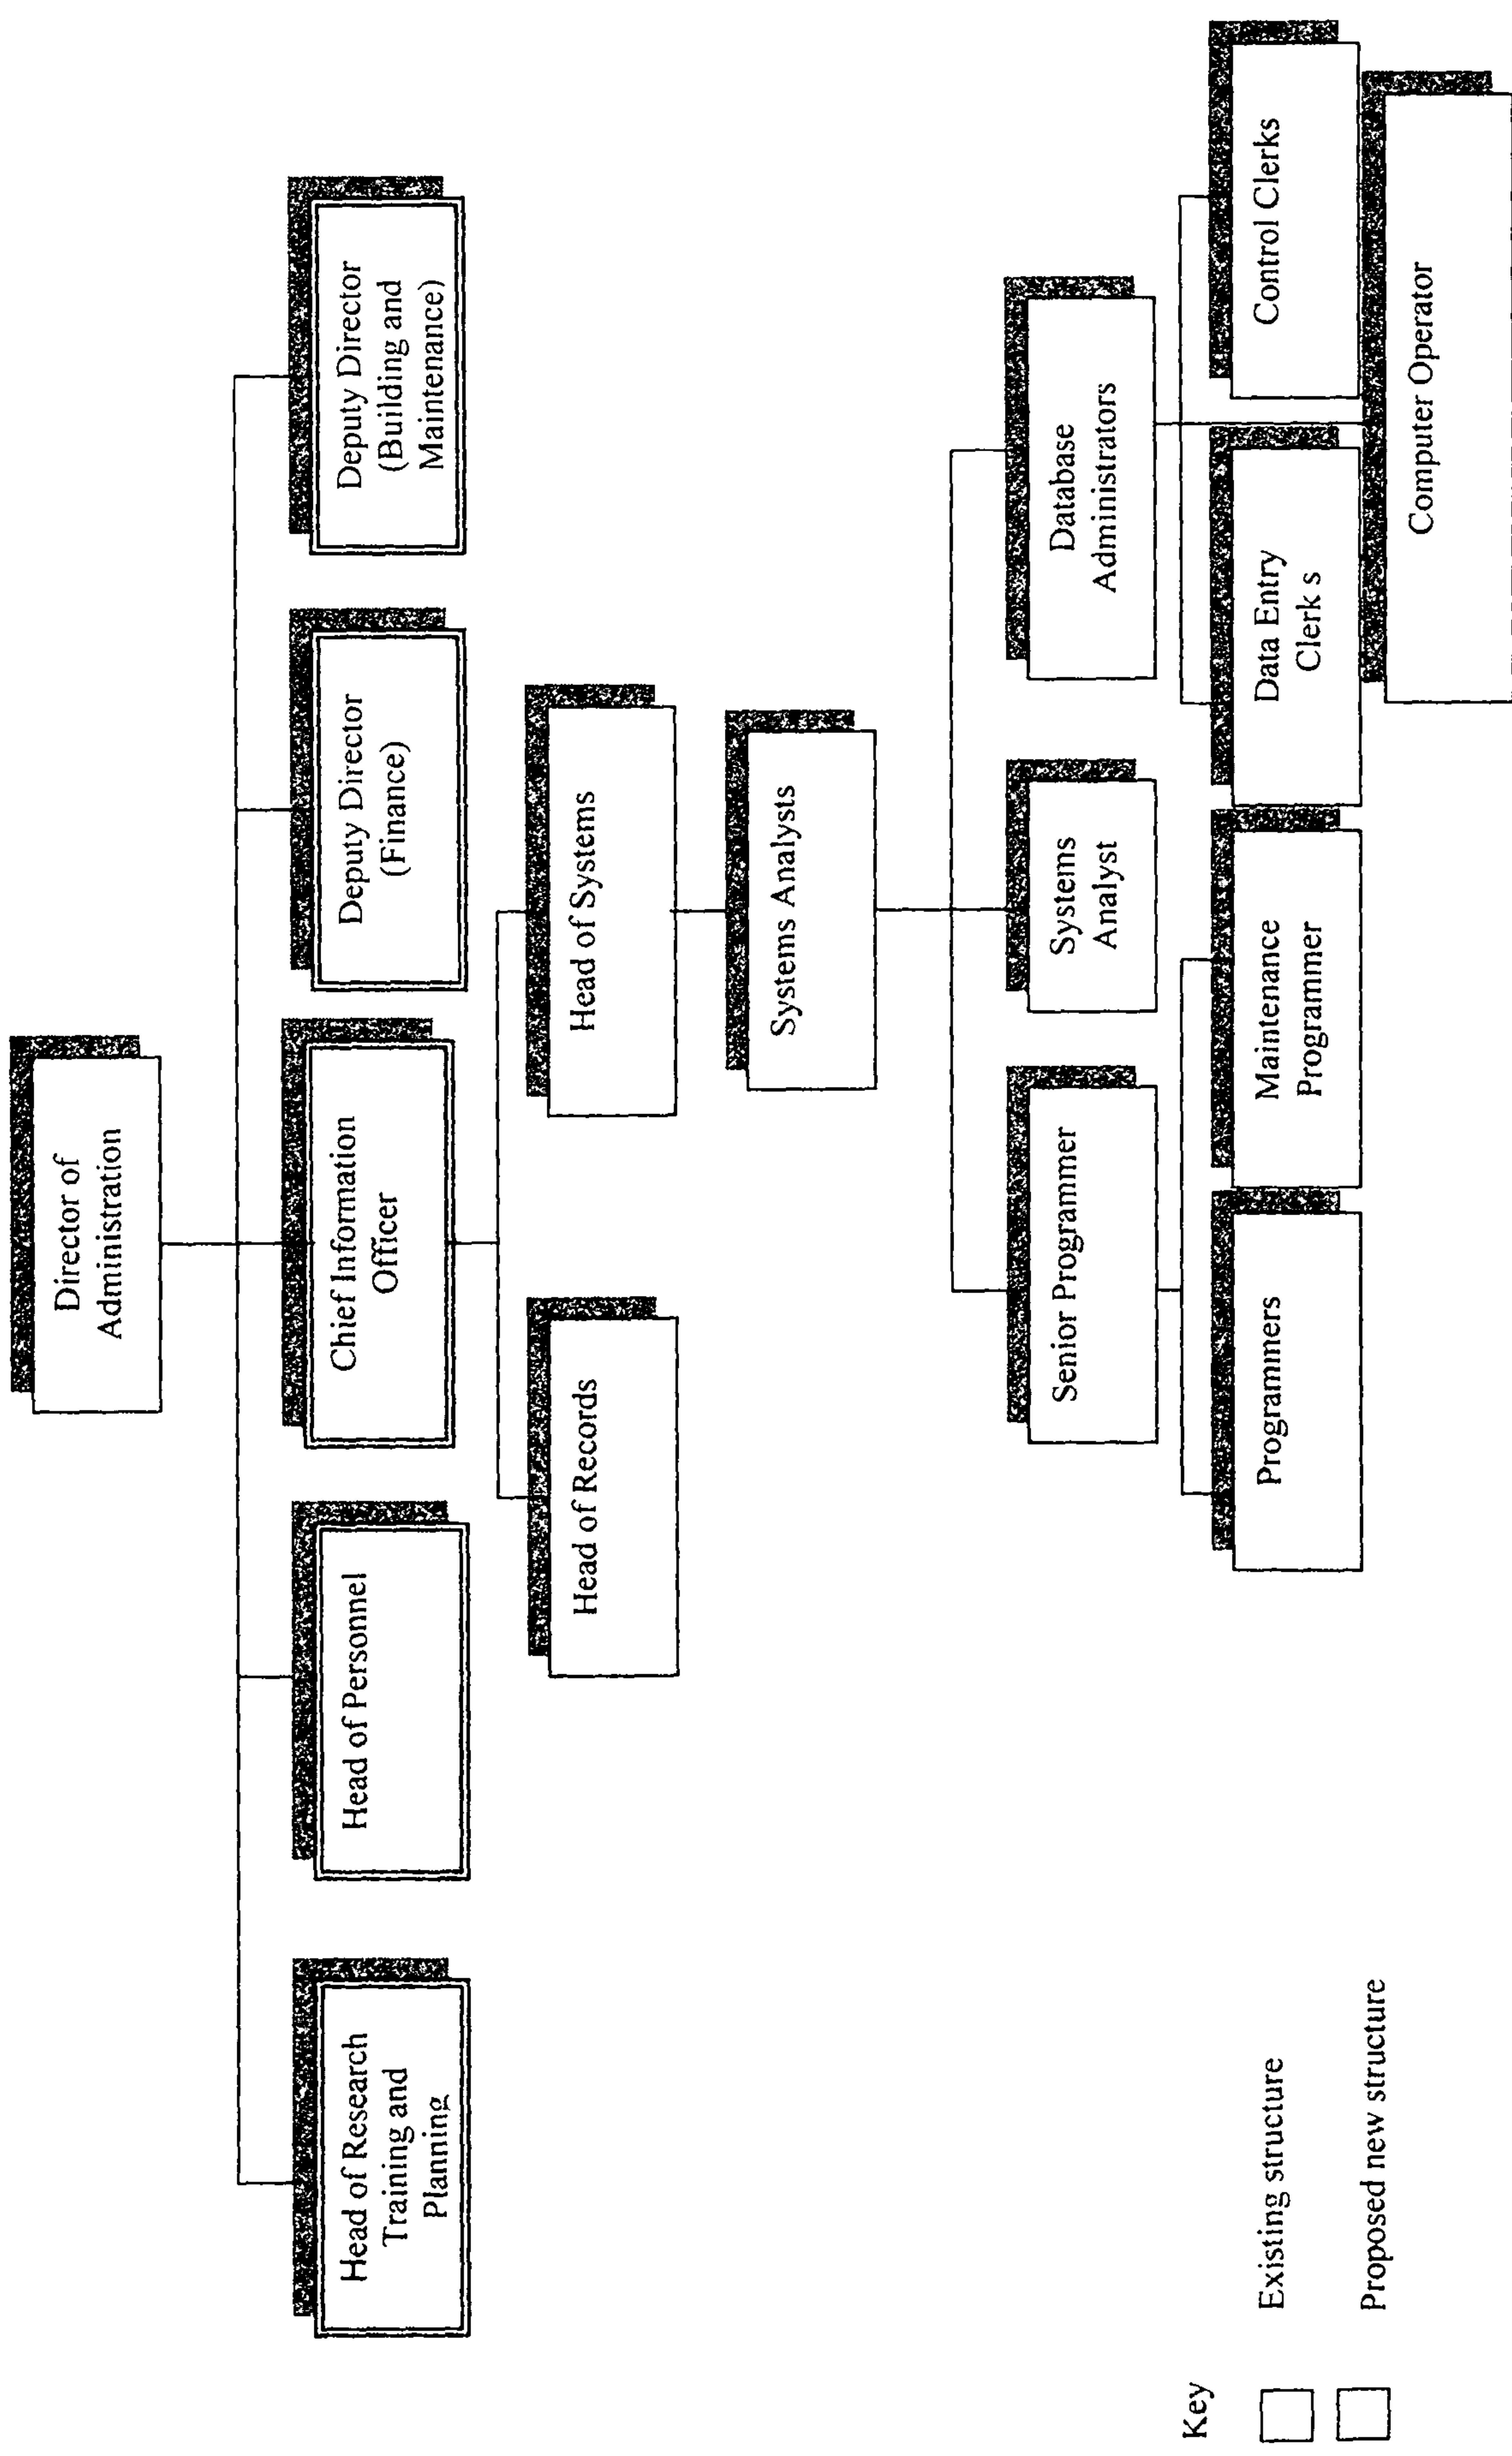 Director of
Administration
Head of Research
Training and
Planning
Head of Personnel
Chief Information
Officer
Deputy Director
(Finance)
Deputy Director
(Building and
Maintenance)
Head of Records
Head of Systems
Systems Analysts
Senior Programmer
Systems
Analyst
Database
Administrators
Programmers
Maintenance
Programmer
Data Entry
Clerk s
Control Clerks
Computer Operator
Key
Existing structure
Proposed new structure